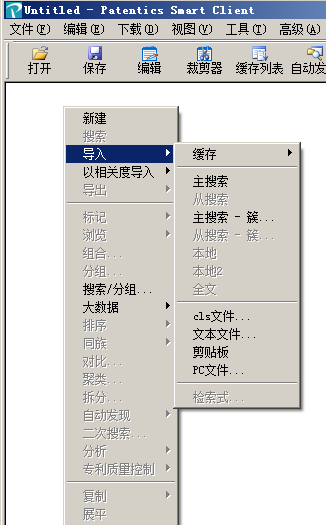 Untitled - Patentics Smart Client
文件(F) 编辑(E) 下载(D) 视图(V) 工具(T) 高级(A)
打开 保存 编辑 裁剪器 缓存列表 自动发
新建
搜索
导入
以相关度导入
导出
标记
浏览
组合...
分组...
搜索/分组...
大数据
排序
同族
对比...
聚类...
拆分...
自动发现
二次搜索...
分析
专利质量控制
复制
展平
缓存
主搜索
从搜索
主搜索 - 簇...
从搜索 - 簇...
本地
本地2
全文
cls文件...
文本文件...
剪贴板
PC文件...
检索式...